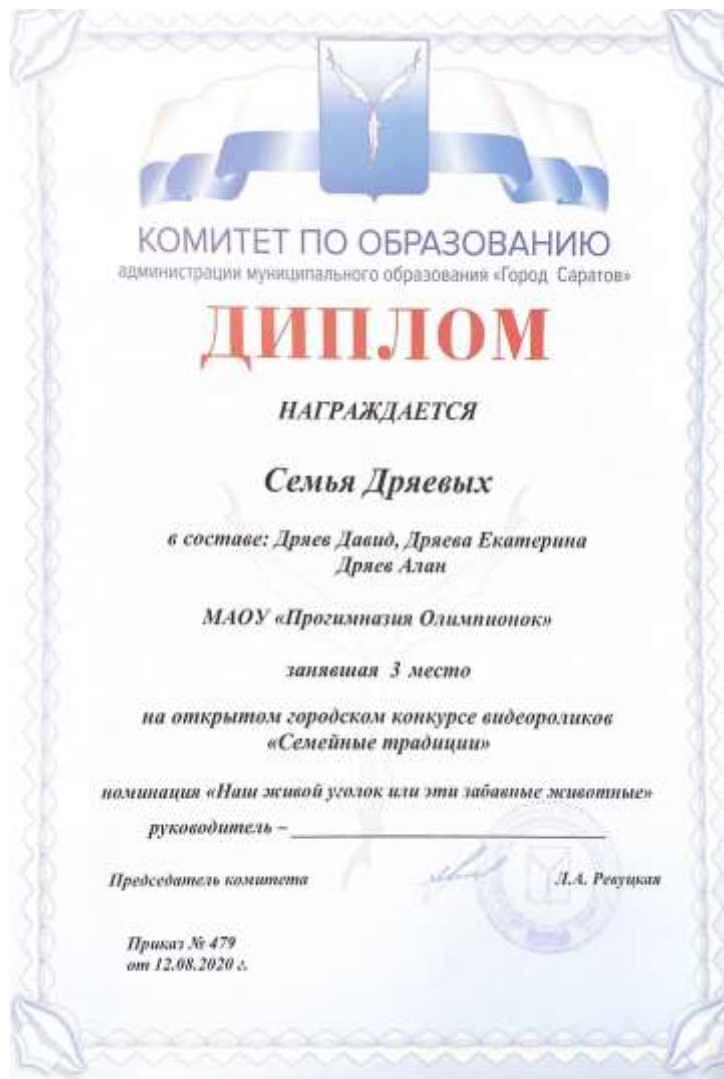 КОМИТЕТ ПО ОБРАЗОВАНИЮ
администрации муниципального образования «Город Саратов»
ДИПЛОМ
НАГРАЖДАЕТСЯ
Семья Дряевых
в составе: Дряев Давид, Дряева Екатерина
Дряев Алан
МАОУ «Прогимназия Олимпионок»
занявшая 3 место
на открытом городском конкурсе видеороликов
«Семейные традиции»
номинация «Наш живой уголок или эти забавные животные»
руководитель –
Председатель комитета Л.А. Ревуцкая
Приказ № 479
от 12.08.2020 г.